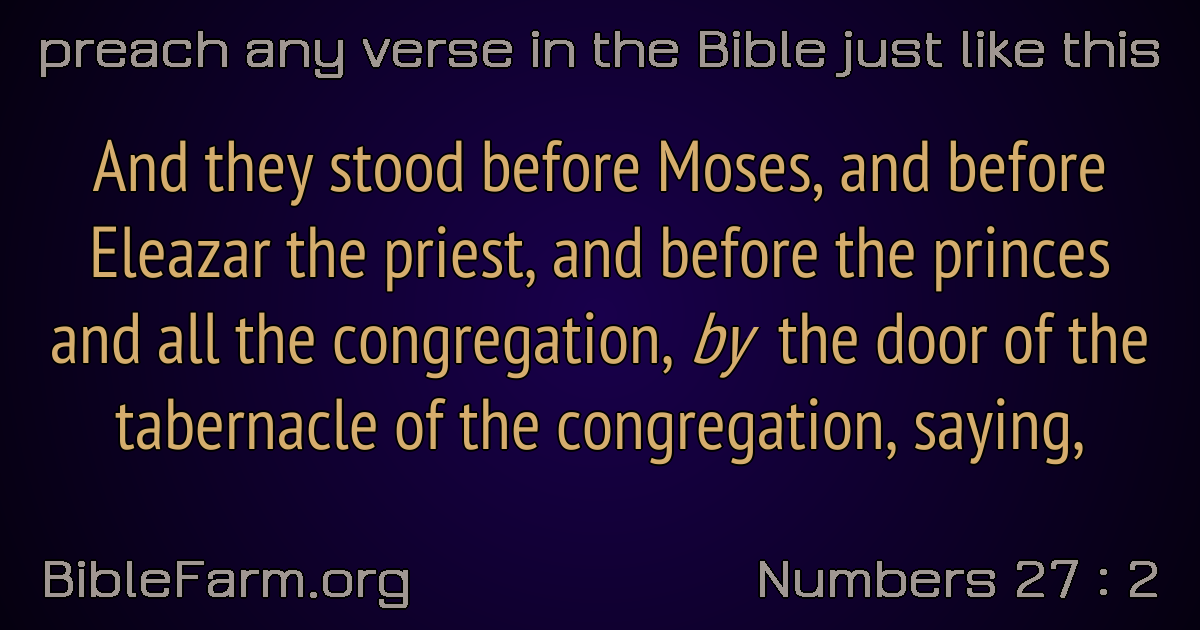 preach any verse in the Bible just like this
And they stood before Moses, and before
Eleazar the priest, and before the princes
and all the congregation, by the door of the
tabernacle of the congregation, saying,
BibleFarm.org
Numbers 27 : 2